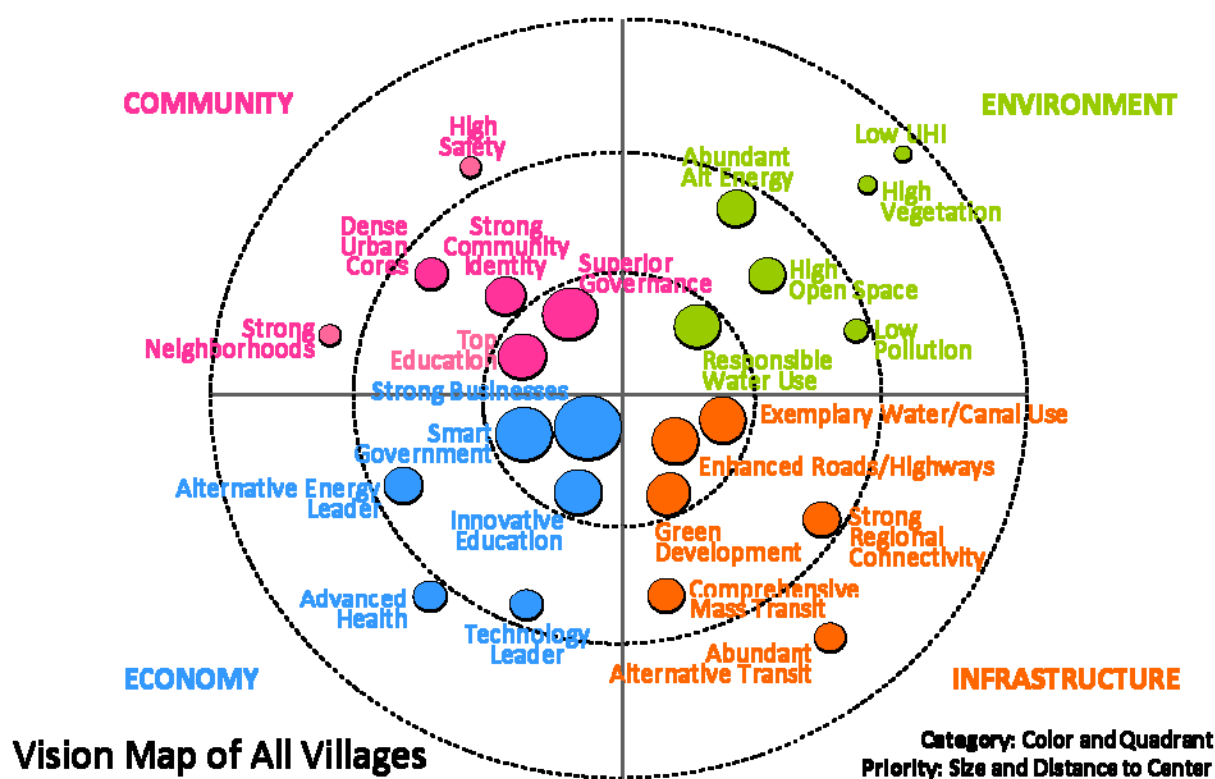 COMMUNITY
ENVIRONMENT
High
Safety
Low UHI
Abundant
Alt Energy
High
Vegetation
Dense
Urban
Cores
Strong
Community
Identity
Superior
Governance
High
Open Space
Strong
Neighborhoods
Top
Education
Low
Pollution
Responsible
Water Use
Strong Businesses
Smart
Government
Exemplary Water/Canal Use
Enhanced Roads/Highways
Alternative Energy
Leader
Innovative
Education
Green
Development
Strong
Regional
Connectivity
Advanced
Health
Technology
Leader
Comprehensive
Mass Transit
Abundant
Alternative Transit
ECONOMY
INFRASTRUCTURE
Vision Map of All Villages
Category: Color and Quadrant
Priority: Size and Distance to Center